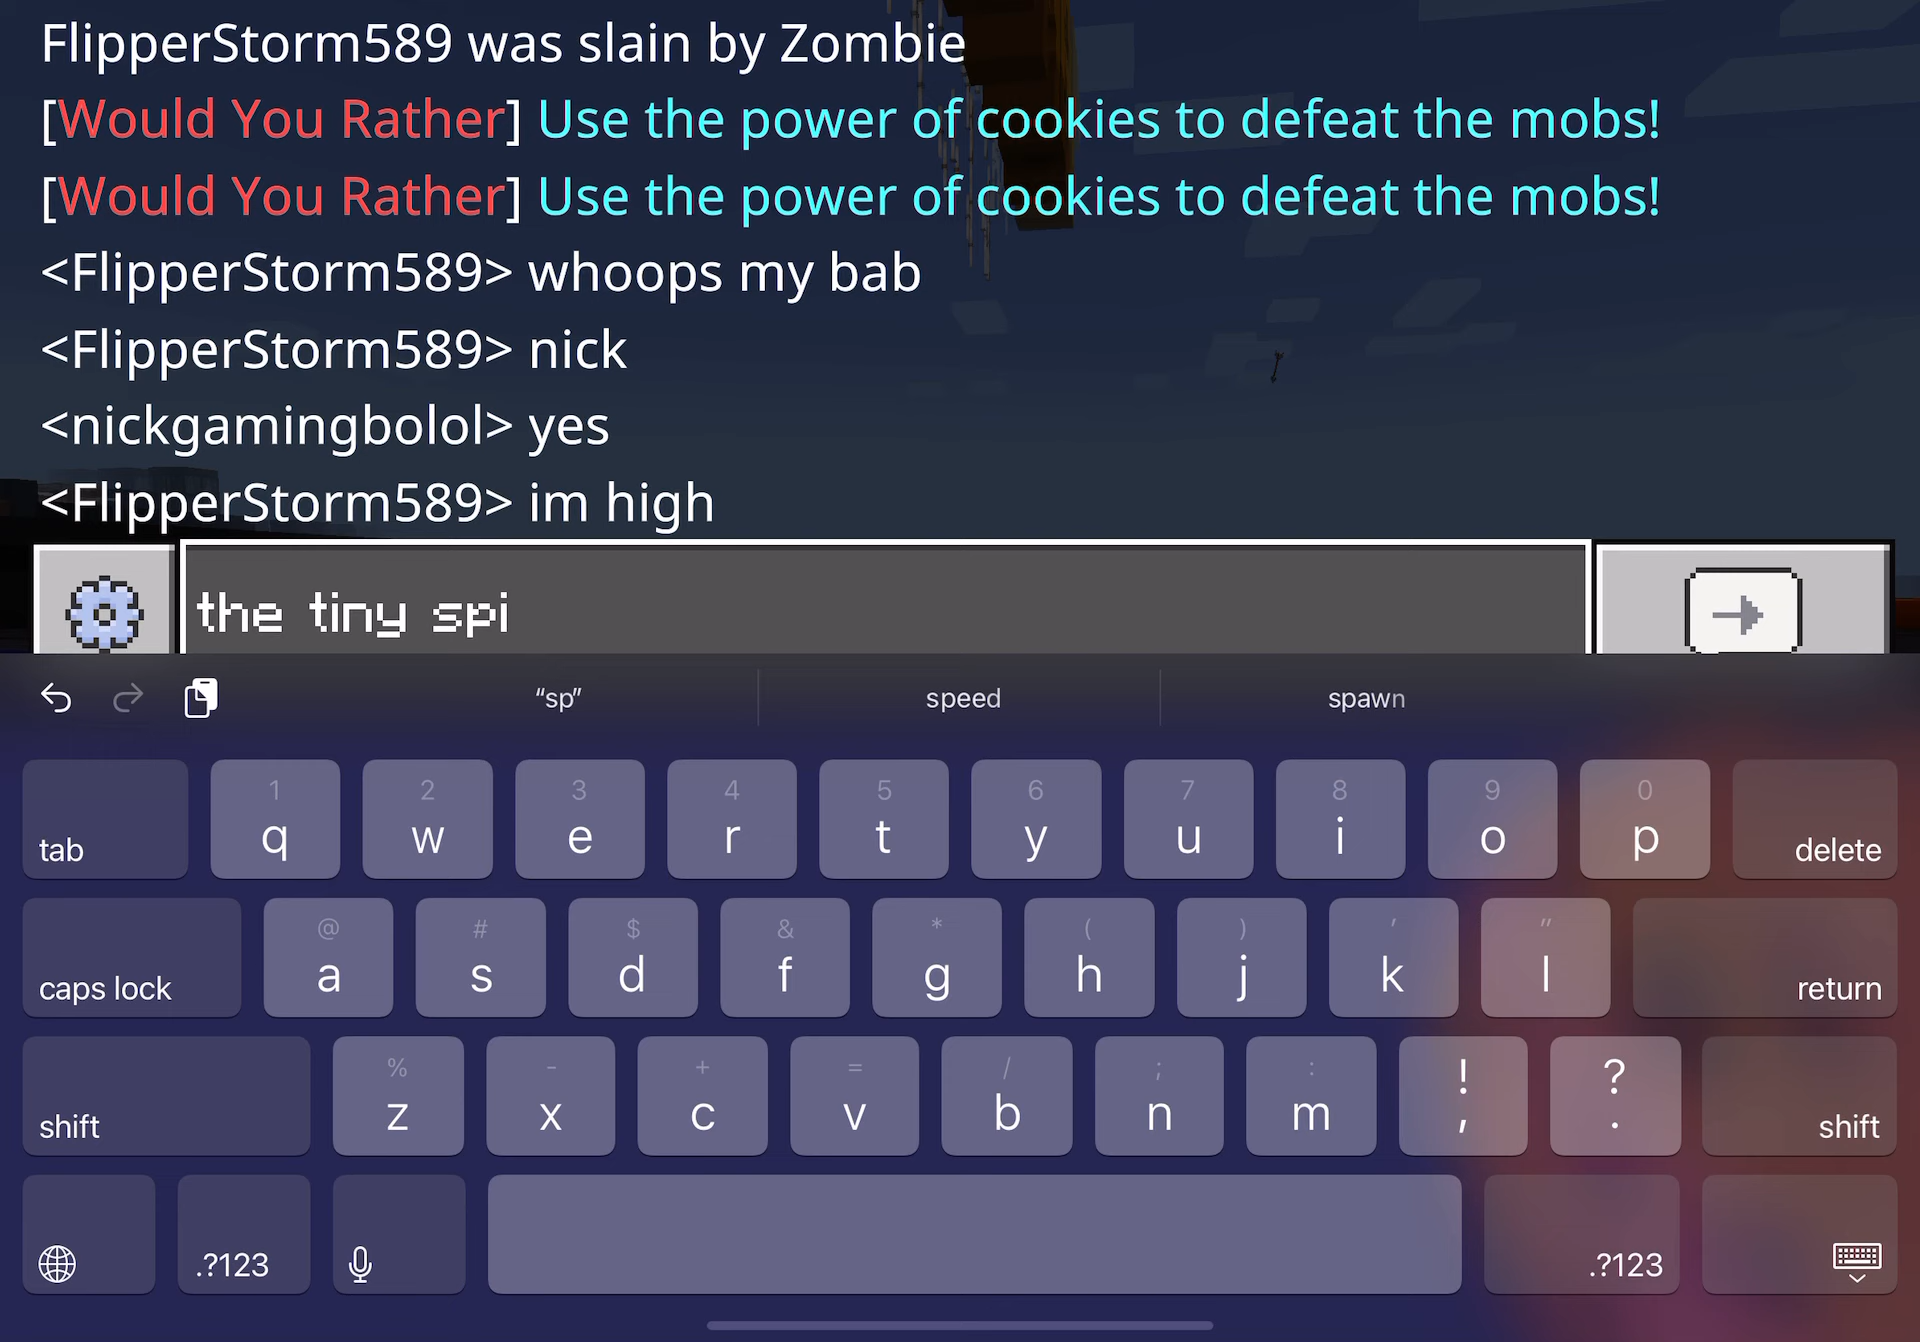 FlipperStorm589 was slain by Zombie
[Would You Rather] Use the power of cookies to defeat the mobs!
[Would You Rather] Use the power of cookies to defeat the mobs!
<FlipperStorm589> whoops my bab
<FlipperStorm589> nick
<nickgamingbolol> yes
<FlipperStorm589> im high
the tiny spi
“sp” speed spawn
1 2 3 4 5 6 7 8 9 0
tab q w e r t y u i o p delete
@ # $ & * ( ) ' "
caps lock a s d f g h j k l return
% - + = / ; : ! ?
shift z x c v b n m , . shift
.?123 .?123